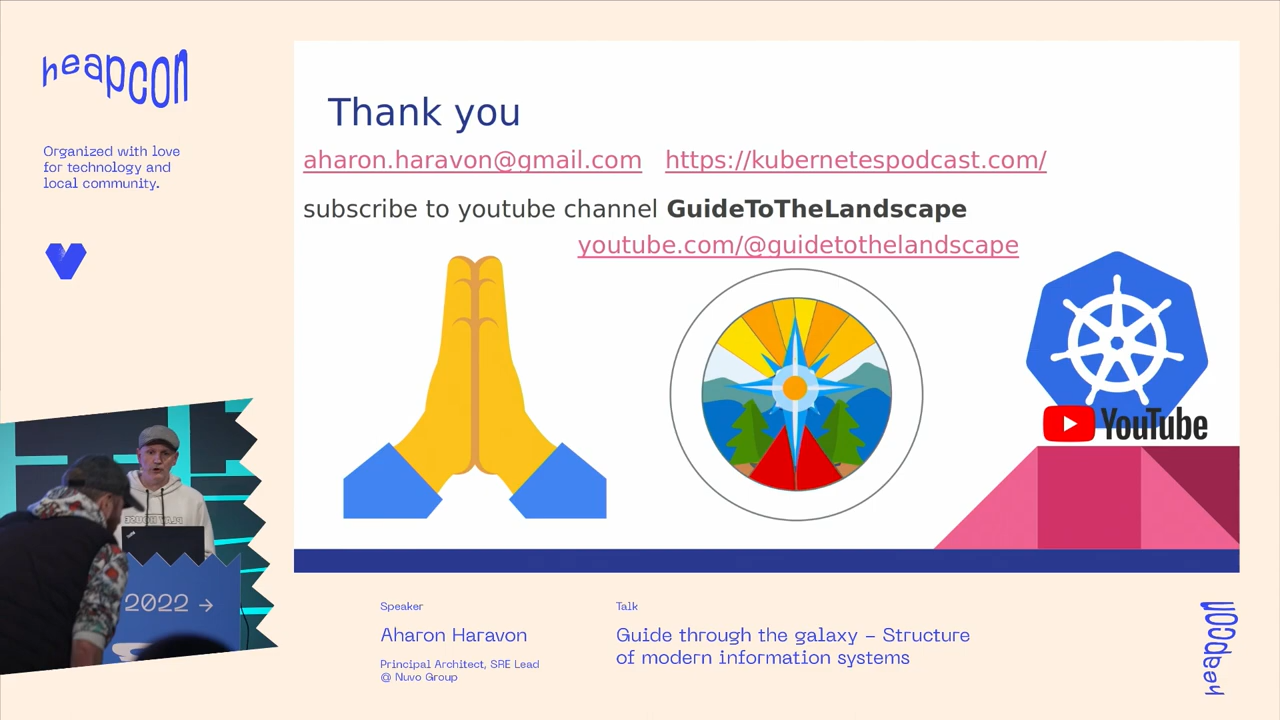 heapcon
Organized with love
for technology and
local community.
Thank you
aharon.haravon@gmail.com https://kubernetespodcast.com/
subscribe to youtube channel GuideToTheLandscape
youtube.com/@guidetothelandscape
YouTube
2022 →
Speaker
Aharon Haravon
Principal Architect, SRE Lead
@ Nuvo Group
Talk
Guide through the galaxy – Structure
of modern information systems
heapcon